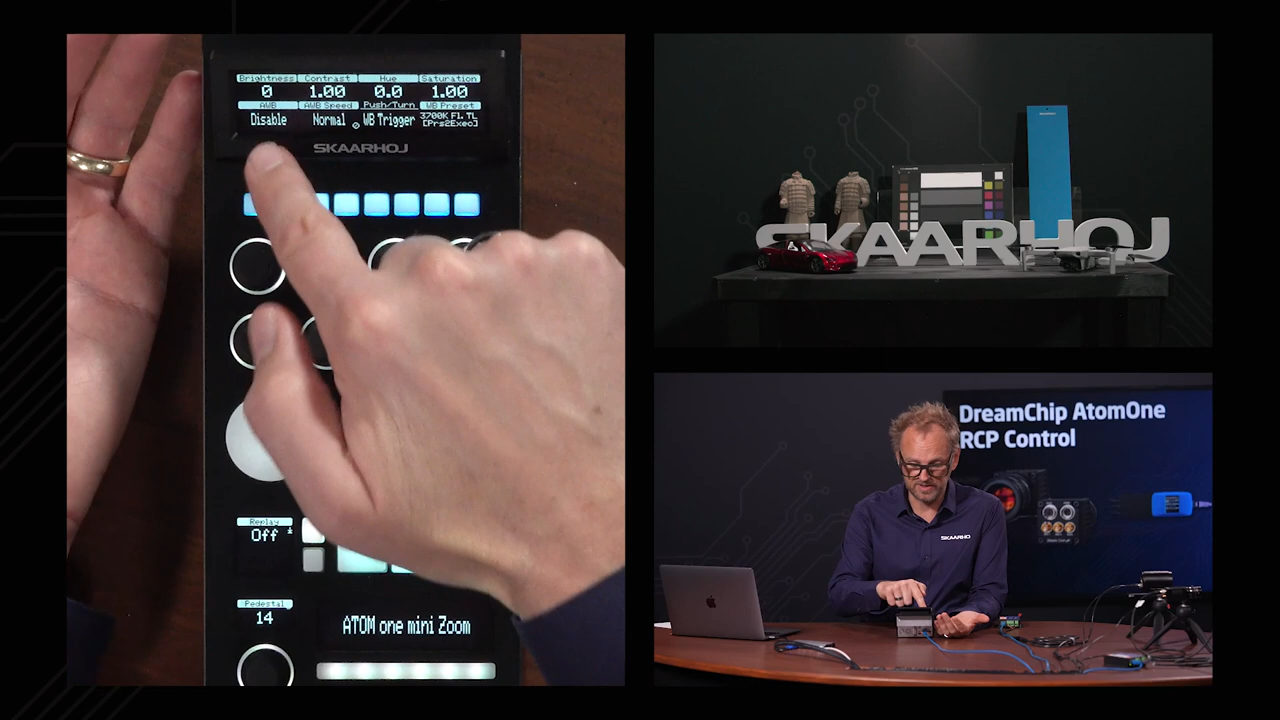 Brightness Contrast Hue Saturation
0 1.00 0.0 1.00
AWB AWB Speed Push/Turn WB Preset
Disable Normal WB Trigger 3700K Fl. TL
[Prs2Exec]
SKAARHOJ
Replay
Off
Pedestal
14
ATOM one mini Zoom
SKAARHOJ
DreamChip AtomOne
RCP Control
SKAARHOJ